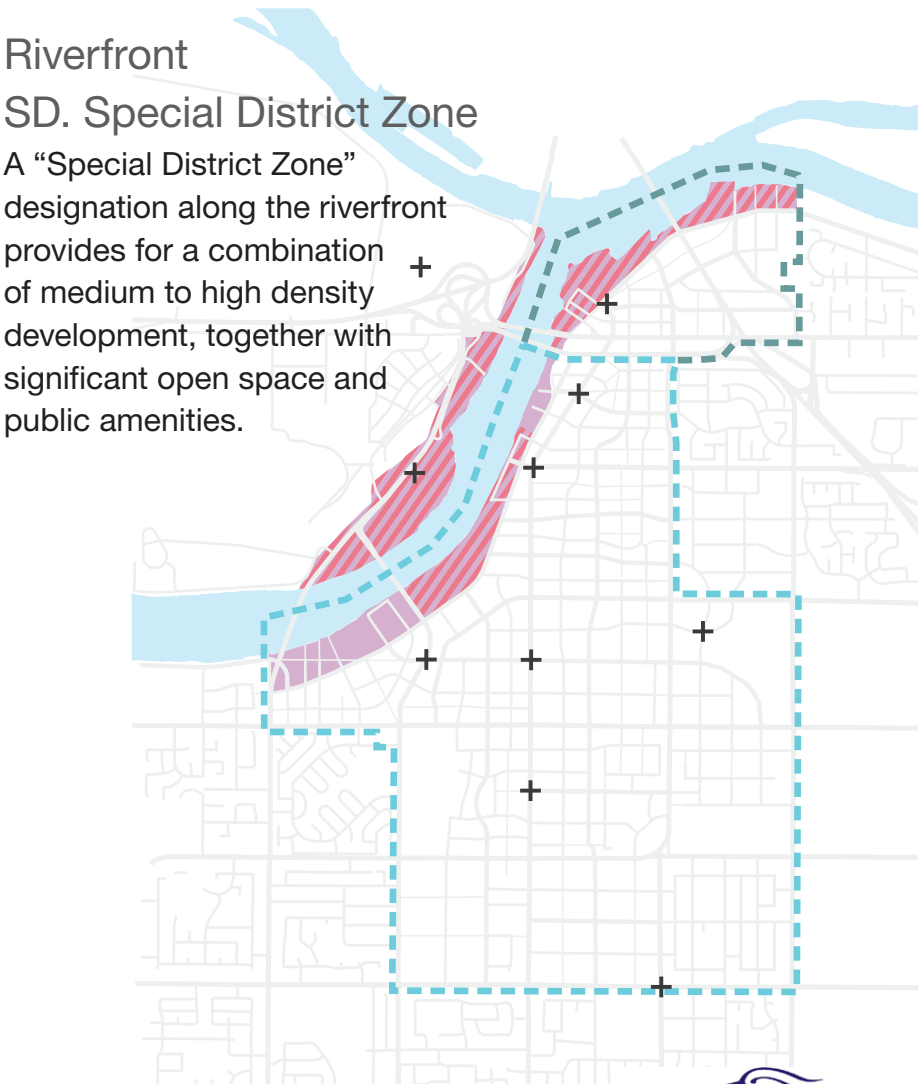 Riverfront
SD. Special District Zone
A “Special District Zone”
designation along the riverfront
provides for a combination
of medium to high density
development, together with
significant open space and
public amenities.